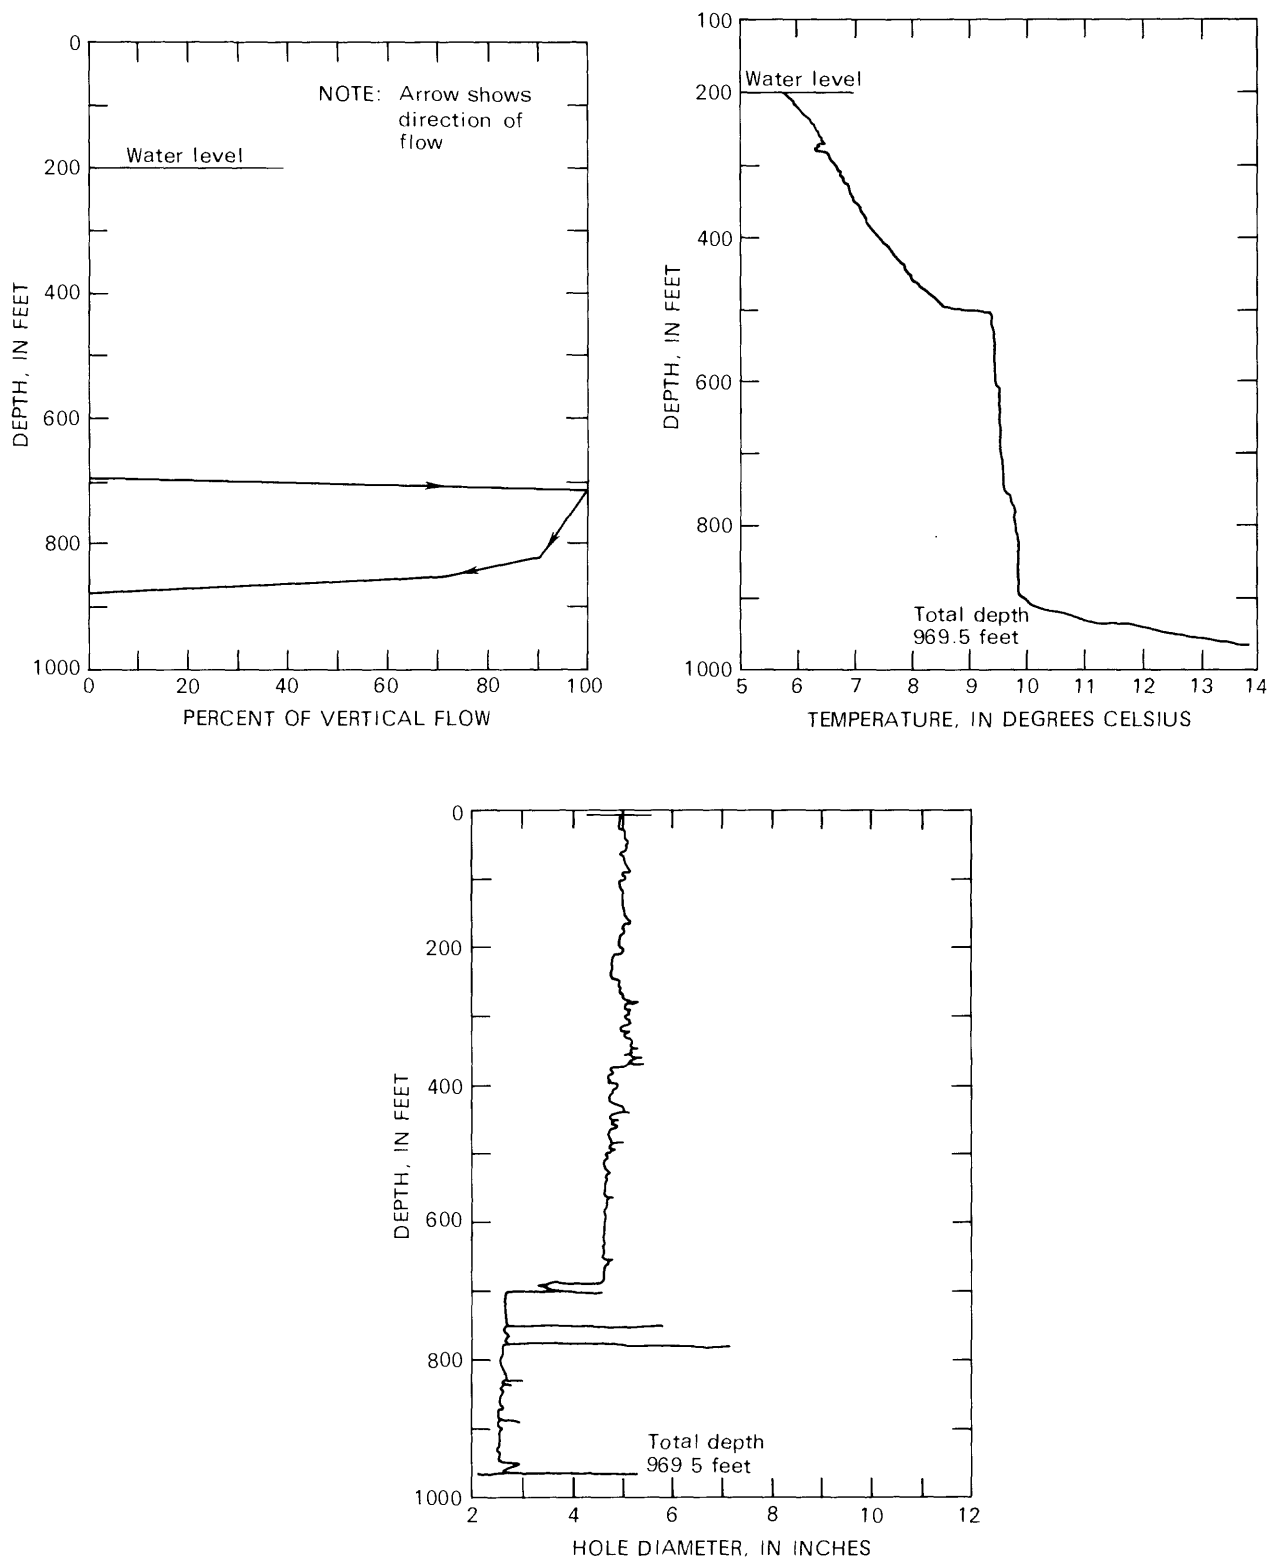 0
200
400
600
800
1000
DEPTH, IN FEET
NOTE: Arrow shows
direction of
flow
Water level
0 20 40 60 80 100
PERCENT OF VERTICAL FLOW
100
200
400
600
800
1000
DEPTH, IN FEET
Water level
Total depth
969.5 feet
5 6 7 8 9 10 11 12 13 14
TEMPERATURE, IN DEGREES CELSIUS
0
200
400
600
800
1000
DEPTH, IN FEET
Total depth
969 5 feet
2 4 6 8 10 12
HOLE DIAMETER, IN INCHES